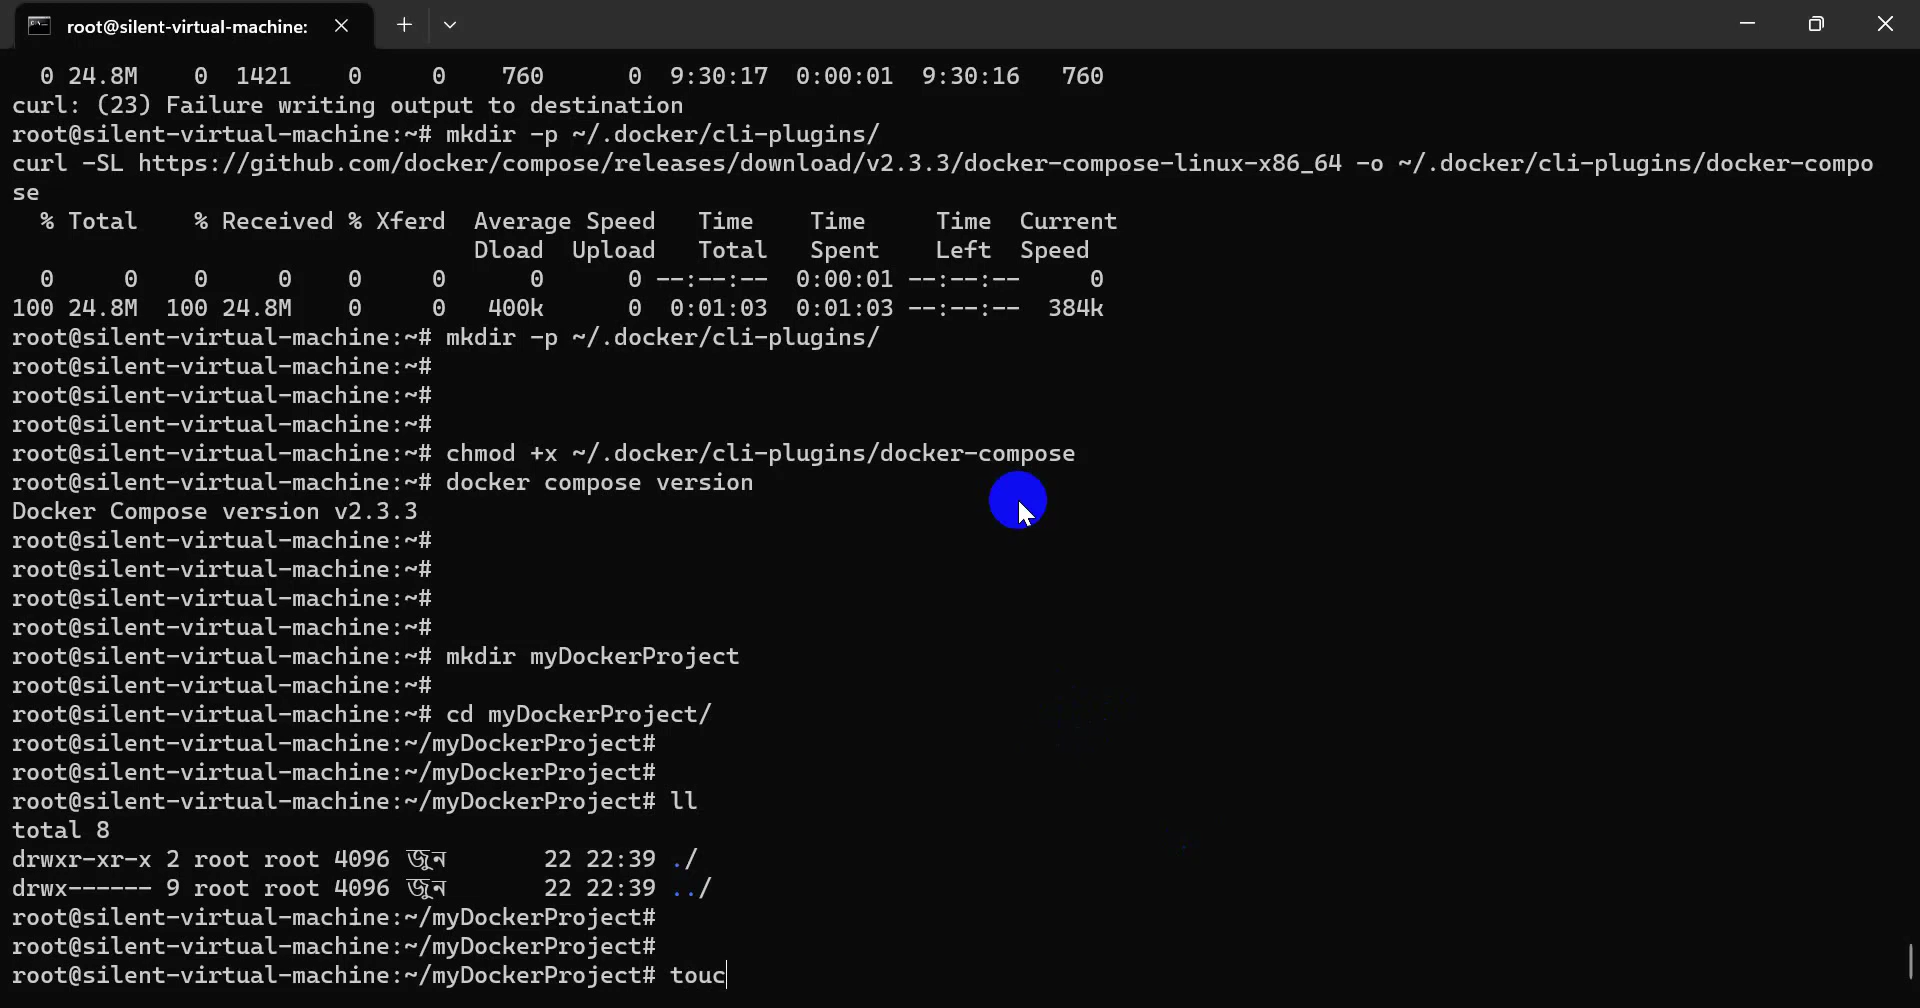 root@silent-virtual-machine:
0 24.8M 0 1421 0 0 760 0 9:30:17 0:00:01 9:30:16 760
curl: (23) Failure writing output to destination
root@silent-virtual-machine:~# mkdir -p ~/.docker/cli-plugins/
curl -SL https://github.com/docker/compose/releases/download/v2.3.3/docker-compose-linux-x86_64 -o ~/.docker/cli-plugins/docker-compo
se
% Total % Received % Xferd Average Speed Time Time Time Current
Dload Upload Total Spent Left Speed
0 0 0 0 0 0 0 0 --:--:-- 0:00:01 --:--:-- 0
100 24.8M 100 24.8M 0 0 400k 0 0:01:03 0:01:03 --:--:-- 384k
root@silent-virtual-machine:~# mkdir -p ~/.docker/cli-plugins/
root@silent-virtual-machine:~#
root@silent-virtual-machine:~#
root@silent-virtual-machine:~#
root@silent-virtual-machine:~# chmod +x ~/.docker/cli-plugins/docker-compose
root@silent-virtual-machine:~# docker compose version
Docker Compose version v2.3.3
root@silent-virtual-machine:~#
root@silent-virtual-machine:~#
root@silent-virtual-machine:~#
root@silent-virtual-machine:~#
root@silent-virtual-machine:~# mkdir myDockerProject
root@silent-virtual-machine:~#
root@silent-virtual-machine:~# cd myDockerProject/
root@silent-virtual-machine:~/myDockerProject#
root@silent-virtual-machine:~/myDockerProject#
root@silent-virtual-machine:~/myDockerProject# ll
total 8
drwxr-xr-x 2 root root 4096 জুন 22 22:39 ./
drwx------ 9 root root 4096 জুন 22 22:39 ../
root@silent-virtual-machine:~/myDockerProject#
root@silent-virtual-machine:~/myDockerProject#
root@silent-virtual-machine:~/myDockerProject# touc